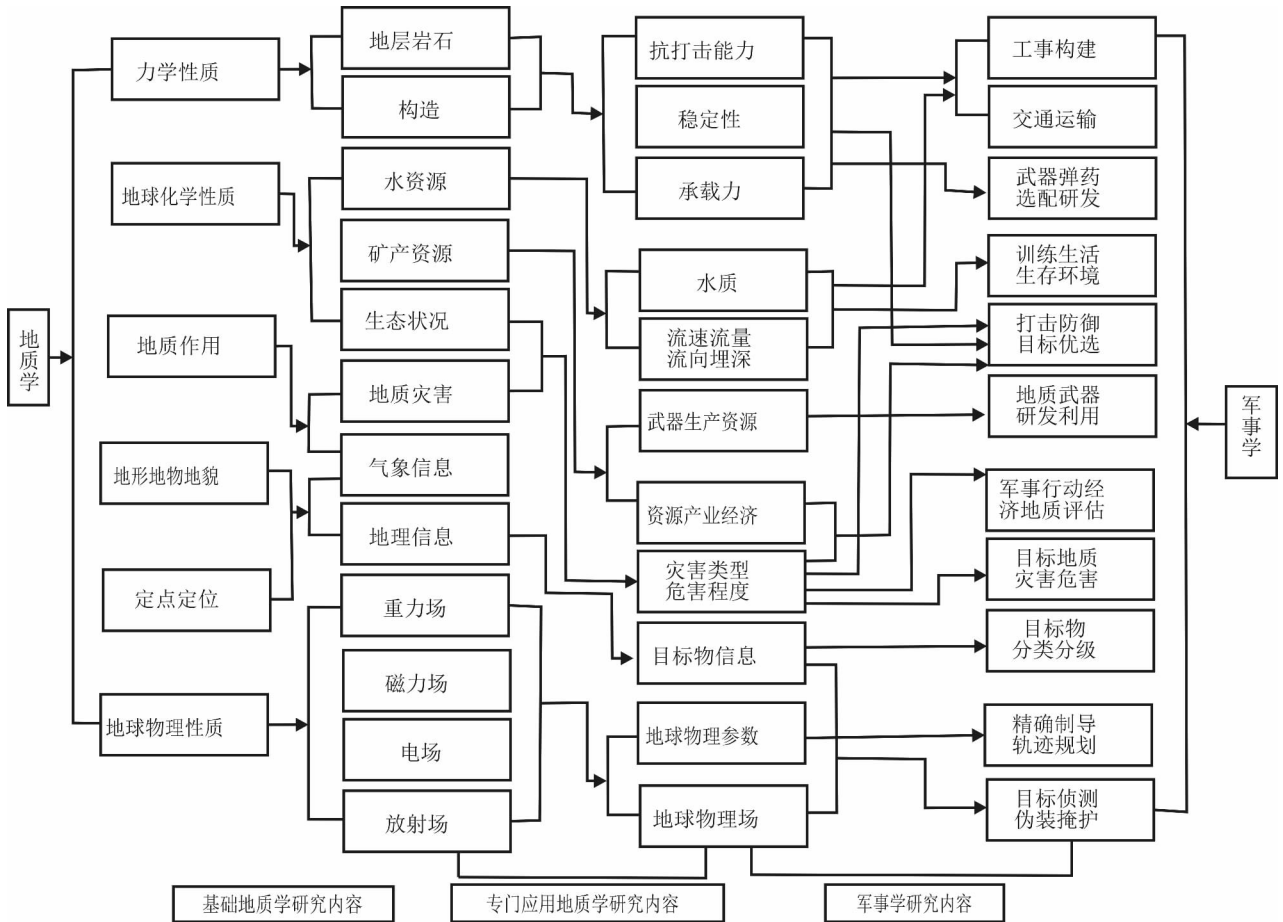 地质学
力学性质
地球化学性质
地质作用
地形地物地貌
定点定位
地球物理性质
地层岩石
构造
水资源
矿产资源
生态状况
地质灾害
气象信息
地理信息
重力场
磁力场
电场
放射场
抗打击能力
稳定性
承载力
水质
流速流量
流向埋深
武器生产资源
资源产业经济
灾害类型
危害程度
目标物信息
地球物理参数
地球物理场
工事构建
交通运输
武器弹药
选配研发
训练生活
生存环境
打击防御
目标优选
地质武器
研发利用
军事行动经
济地质评估
目标地质
灾害危害
目标物
分类分级
精确制导
轨迹规划
目标侦测
伪装掩护
军事学
基础地质学研究内容
专门应用地质学研究内容
军事学研究内容